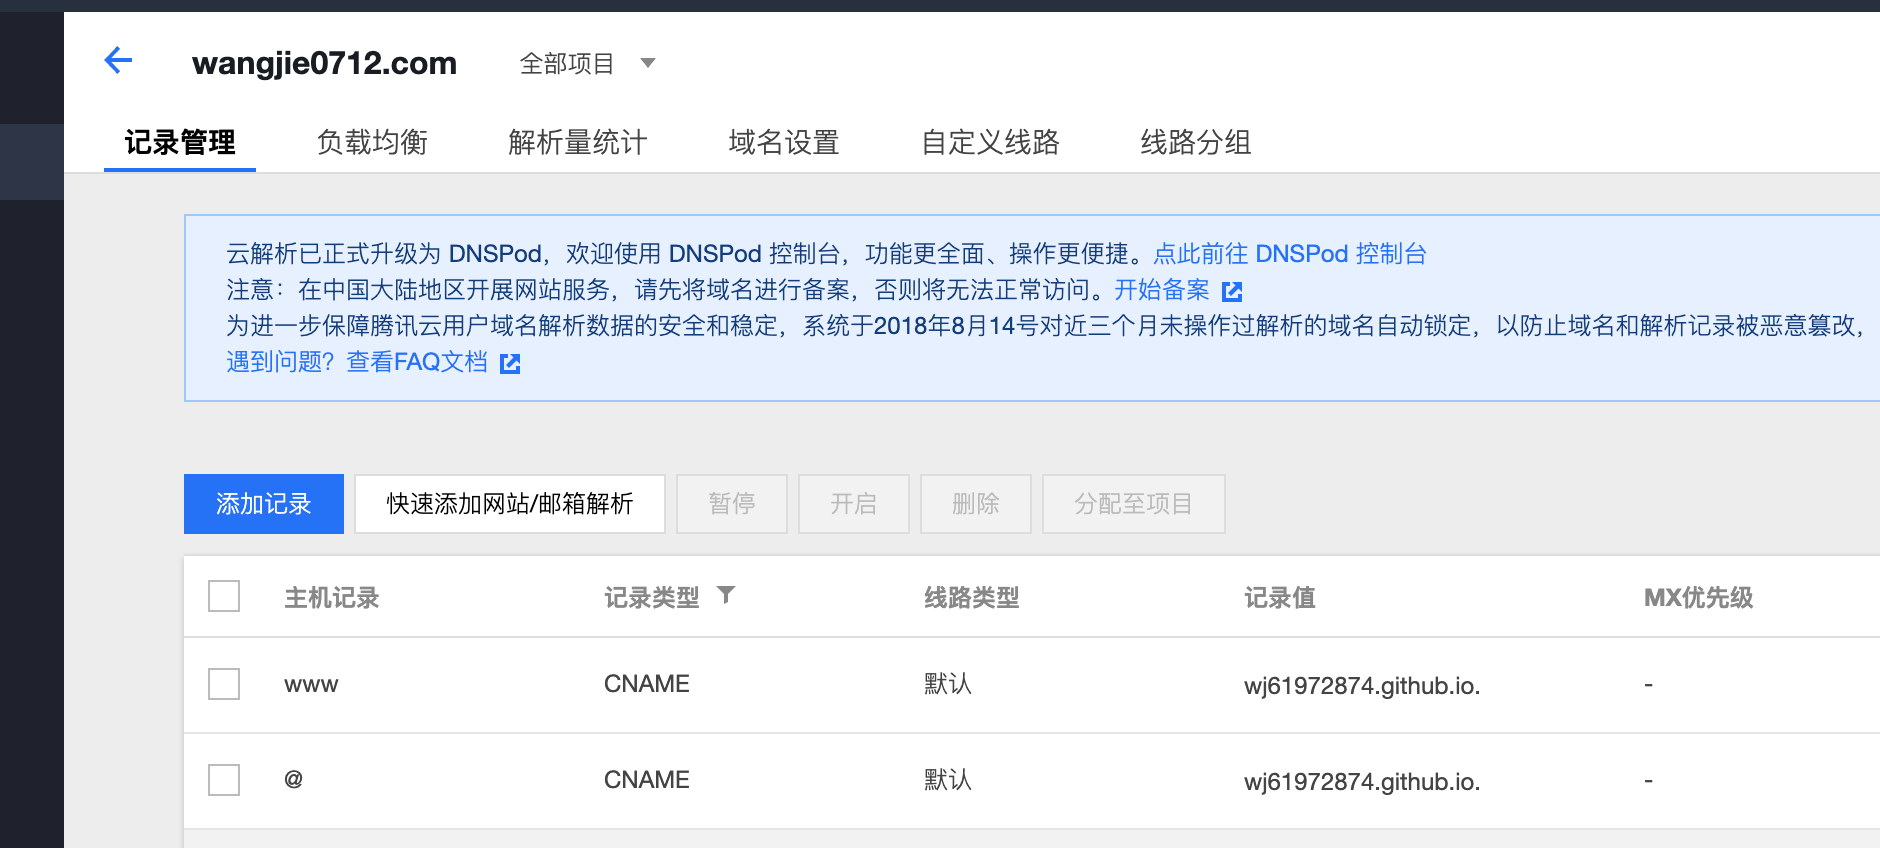 wangjie0712.com 全部项目
记录管理 负载均衡 解析量统计 域名设置 自定义线路 线路分组
云解析已正式升级为 DNSPod，欢迎使用 DNSPod 控制台，功能更全面、操作更便捷。点此前往 DNSPod 控制台
注意：在中国大陆地区开展网站服务，请先将域名进行备案，否则将无法正常访问。开始备案
为进一步保障腾讯云用户域名解析数据的安全和稳定，系统于2018年8月14号对近三个月未操作过解析的域名自动锁定，以防止域名和解析记录被恶意篡改，
遇到问题？查看FAQ文档
添加记录 快速添加网站/邮箱解析 暂停 开启 删除 分配至项目
主机记录 记录类型 线路类型 记录值 MX优先级
www CNAME 默认 wj61972874.github.io. -
@ CNAME 默认 wj61972874.github.io. -